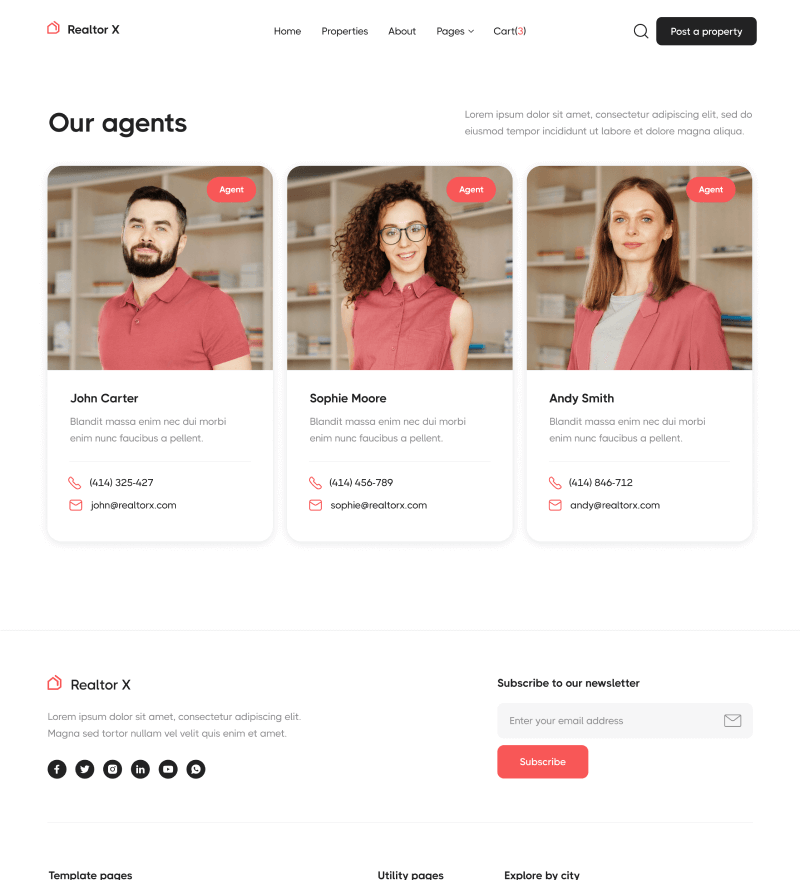 Realtor X
Home Properties About Pages Cart(3)
Post a property
Our agents
Lorem ipsum dolor sit amet, consectetur adipiscing elit, sed do
eiusmod tempor incididunt ut labore et dolore magna aliqua.
Agent
John Carter
Blandit massa enim nec dui morbi
enim nunc faucibus a pellent.
(414) 325-427
john@realtorx.com
Agent
Sophie Moore
Blandit massa enim nec dui morbi
enim nunc faucibus a pellent.
(414) 456-789
sophie@realtorx.com
Agent
Andy Smith
Blandit massa enim nec dui morbi
enim nunc faucibus a pellent.
(414) 846-712
andy@realtorx.com
Realtor X
Lorem ipsum dolor sit amet, consectetur adipiscing elit.
Magna sed tortor nullam vel velit quis enim et amet.
Subscribe to our newsletter
Enter your email address
Subscribe
Template pages
Utility pages
Explore by city